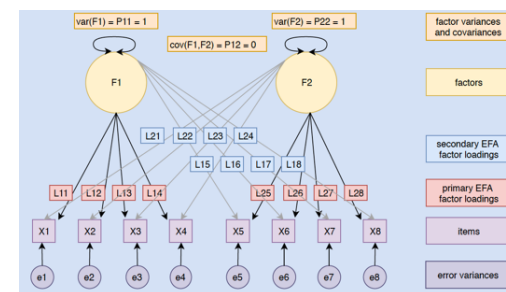 var(F1) = P11 = 1
var(F2) = P22 = 1
factor variances
and covariances
cov(F1,F2) = P12 = 0
F1
F2
factors
L21
L22
L23
L24
secondary EFA
factor loadings
L15
L16
L17
L18
L11
L12
L13
L14
L25
L26
L27
L28
primary EFA
factor loadings
X1
X2
X3
X4
X5
X6
X7
X8
items
e1
e2
e3
e4
e5
e6
e7
e8
error variances